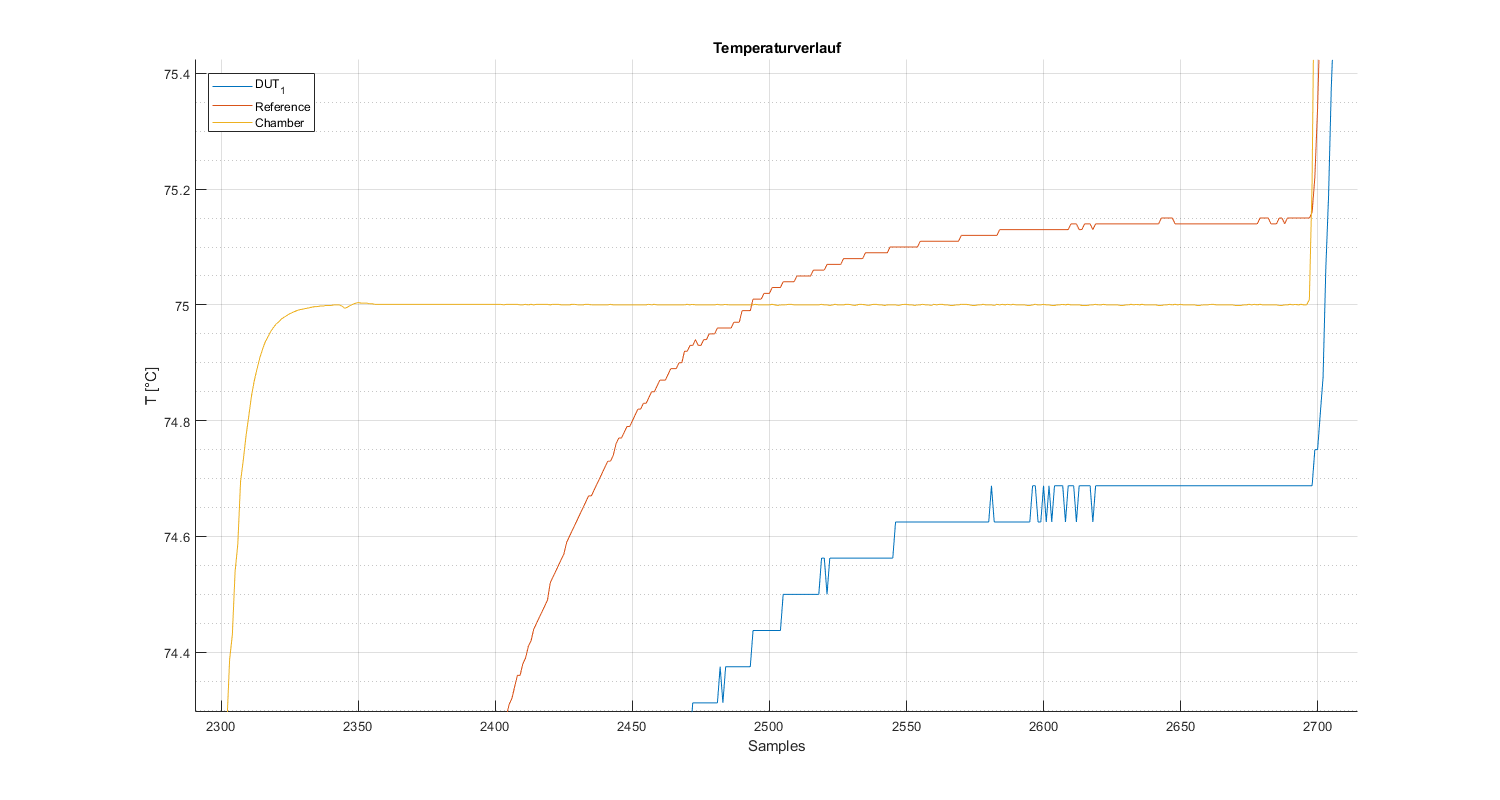 Temperaturverlauf
DUT1
Reference
Chamber
75.4
75.2
75
74.8
74.6
74.4
T [°C]
2300 2350 2400 2450 2500 2550 2600 2650 2700
Samples